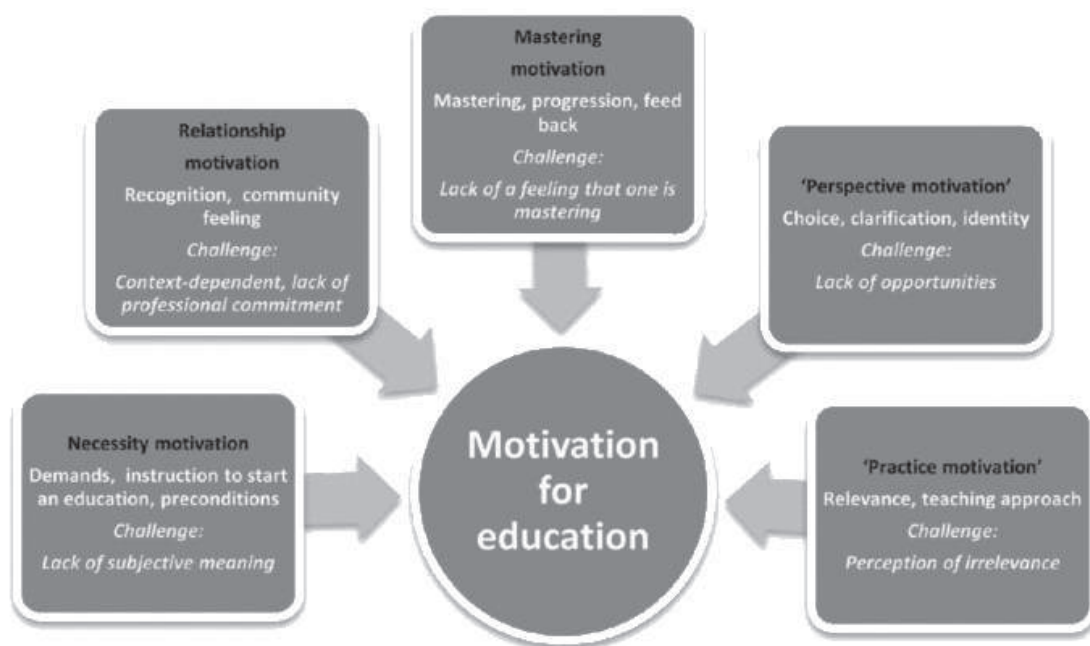 Mastering
motivation
Mastering, progression, feed
back
Challenge:
Lack of a feeling that one is
mastering
Relationship
motivation
Recognition, community
feeling
Challenge:
Context-dependent, lack of
professional commitment
'Perspective motivation'
Choice, clarification, identity
Challenge:
Lack of opportunities
Necessity motivation
Demands, instruction to start
an education, preconditions
Challenge:
Lack of subjective meaning
Motivation
for
education
'Practice motivation'
Relevance, teaching approach
Challenge:
Perception of irrelevance